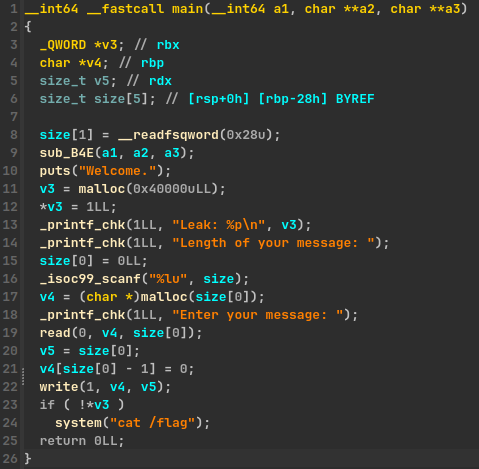 1 __int64 __fastcall main(__int64 a1, char **a2, char **a3)
2 {
3   _QWORD *v3; // rbx
4   char *v4; // rbp
5   size_t v5; // rdx
6   size_t size[5]; // [rsp+0h] [rbp-28h] BYREF
7
8   size[1] = __readfsqword(0x28u);
9   sub_B4E(a1, a2, a3);
10   puts("Welcome.");
11   v3 = malloc(0x40000uLL);
12   *v3 = 1LL;
13   _printf_chk(1LL, "Leak: %p\n", v3);
14   _printf_chk(1LL, "Length of your message: ");
15   size[0] = 0LL;
16   _isoc99_scanf("%lu", size);
17   v4 = (char *)malloc(size[0]);
18   _printf_chk(1LL, "Enter your message: ");
19   read(0, v4, size[0]);
20   v5 = size[0];
21   v4[size[0] - 1] = 0;
22   write(1, v4, v5);
23   if ( !*v3 )
24     system("cat /flag");
25   return 0LL;
26 }